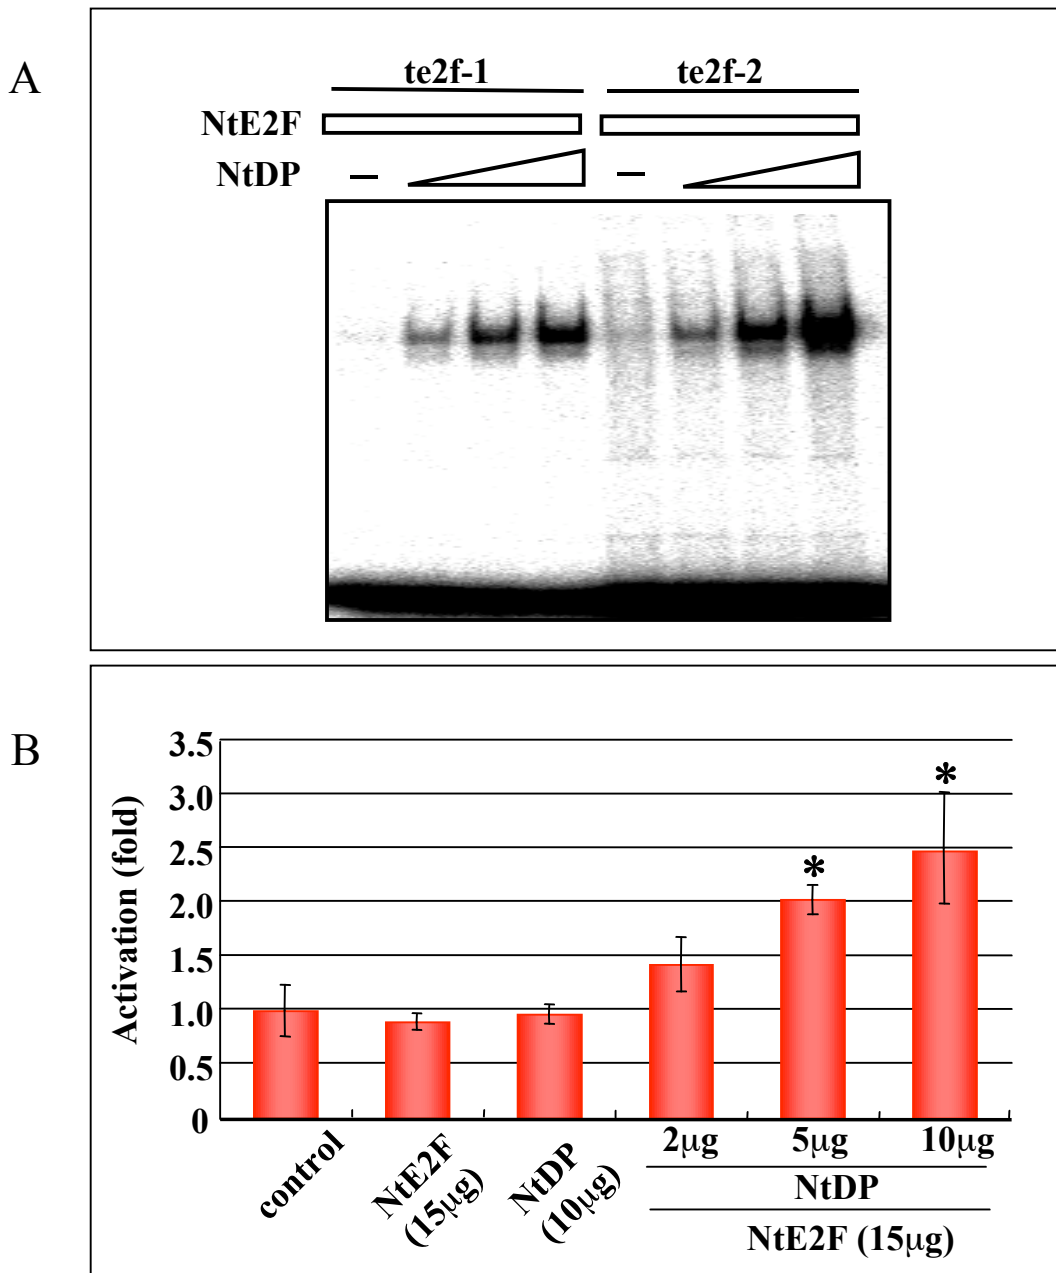 A
te2f-1 te2f-2
NtE2F
NtDP – –
B
Activation (fold)
3.5
3.0
2.5
2.0
1.5
1.0
0.5
0
* *
control
NtE2F
(15µg)
NtDP
(10µg)
2µg 5µg 10µg
NtDP
NtE2F (15µg)